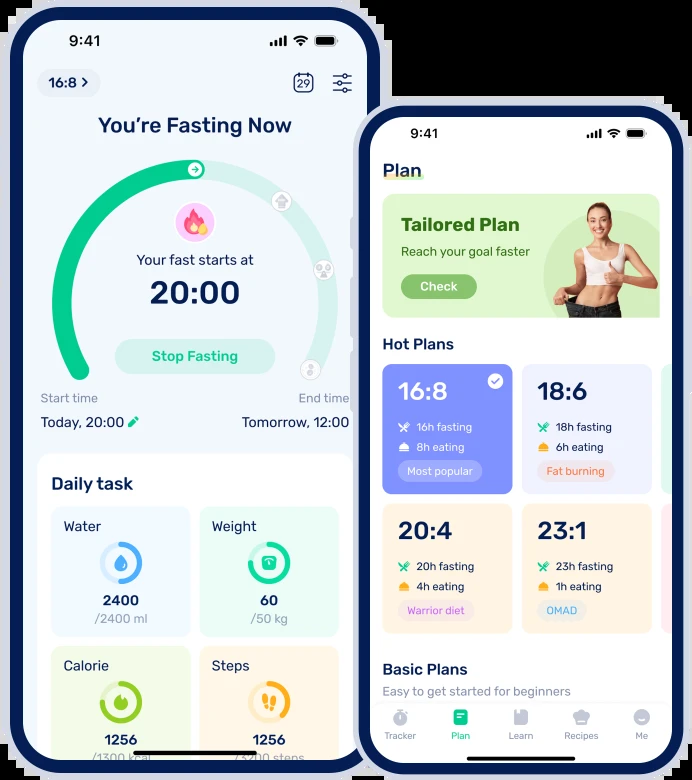 9:41
16:8
29
You’re Fasting Now
Your fast starts at
20:00
Stop Fasting
Start time
End time
Today, 20:00
Tomorrow, 12:00
Daily task
Water
Weight
2400
/2400 ml
60
/50 kg
Calorie
Steps
1256
/1300 kcal
1256
/3200 steps
9:41
Plan
Tailored Plan
Reach your goal faster
Check
Hot Plans
16:8
16h fasting
8h eating
Most popular
18:6
18h fasting
6h eating
Fat burning
20:4
20h fasting
4h eating
Warrior diet
23:1
23h fasting
1h eating
OMAD
Basic Plans
Easy to get started for beginners
Tracker
Plan
Learn
Recipes
Me